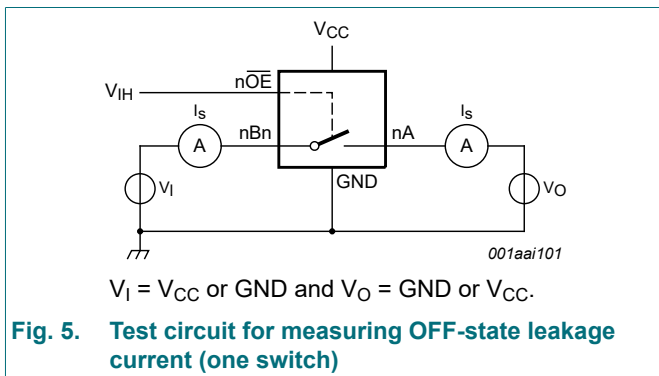 VCC
nOE
VIH
Is
Is
nBn
nA
A
A
GND
VI
VO
001aai101
VI = VCC or GND and VO = GND or VCC.
Fig. 5. Test circuit for measuring OFF-state leakage
current (one switch)